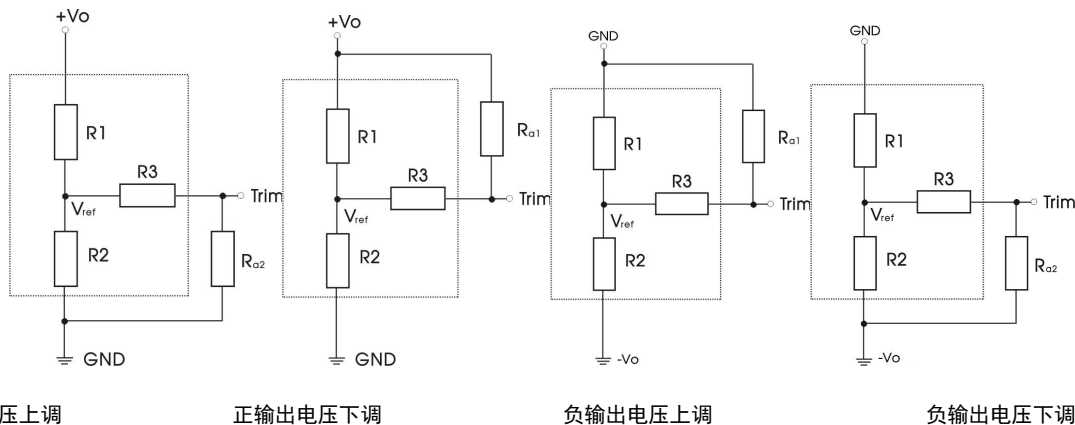 +Vo
R1
R3
Trim
Vref
R2
Ra2
GND
+Vo
R1
Ra1
R3
Trim
Vref
R2
GND
GND
R1
Ra1
R3
Trim
Vref
R2
-Vo
GND
R1
R3
Trim
Vref
R2
Ra2
-Vo
压上调
正输出电压下调
负输出电压上调
负输出电压下调